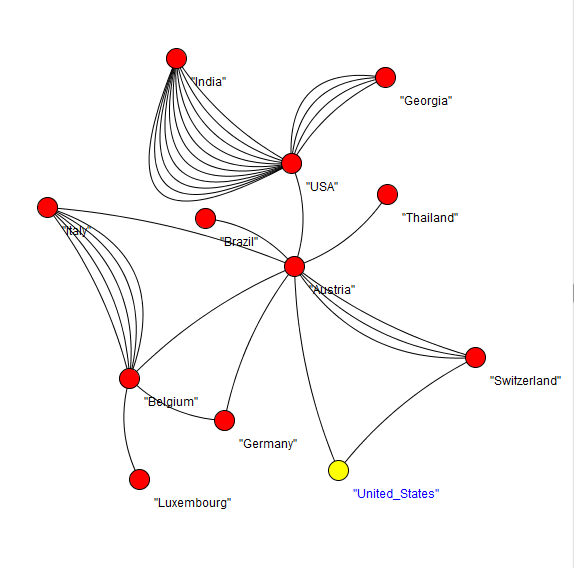 "India"
"Georgia"
"USA"
"Thailand"
"Italy"
"Brazil"
"Austria"
"Switzerland"
"Belgium"
"Germany"
"United_States"
"Luxembourg"